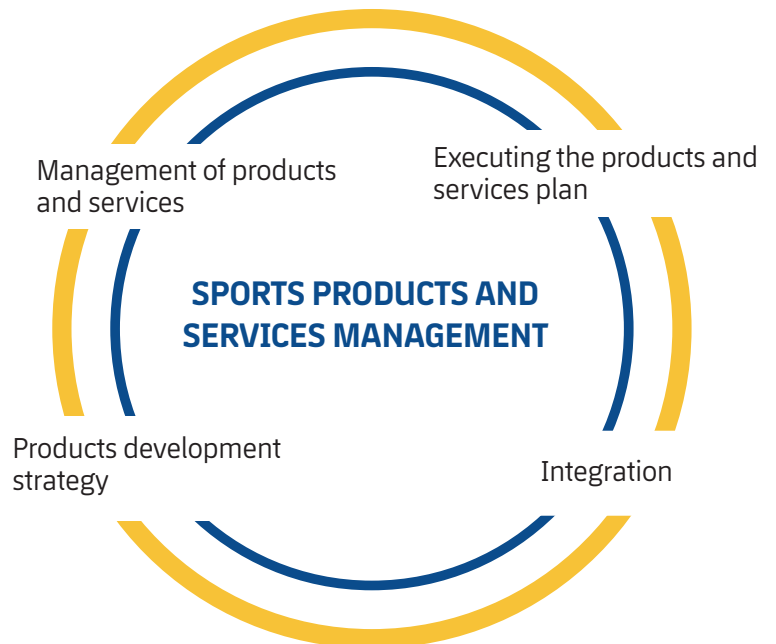 Management of products
and services
Executing the products and
services plan
SPORTS PRODUCTS AND
SERVICES MANAGEMENT
Products development
strategy
Integration